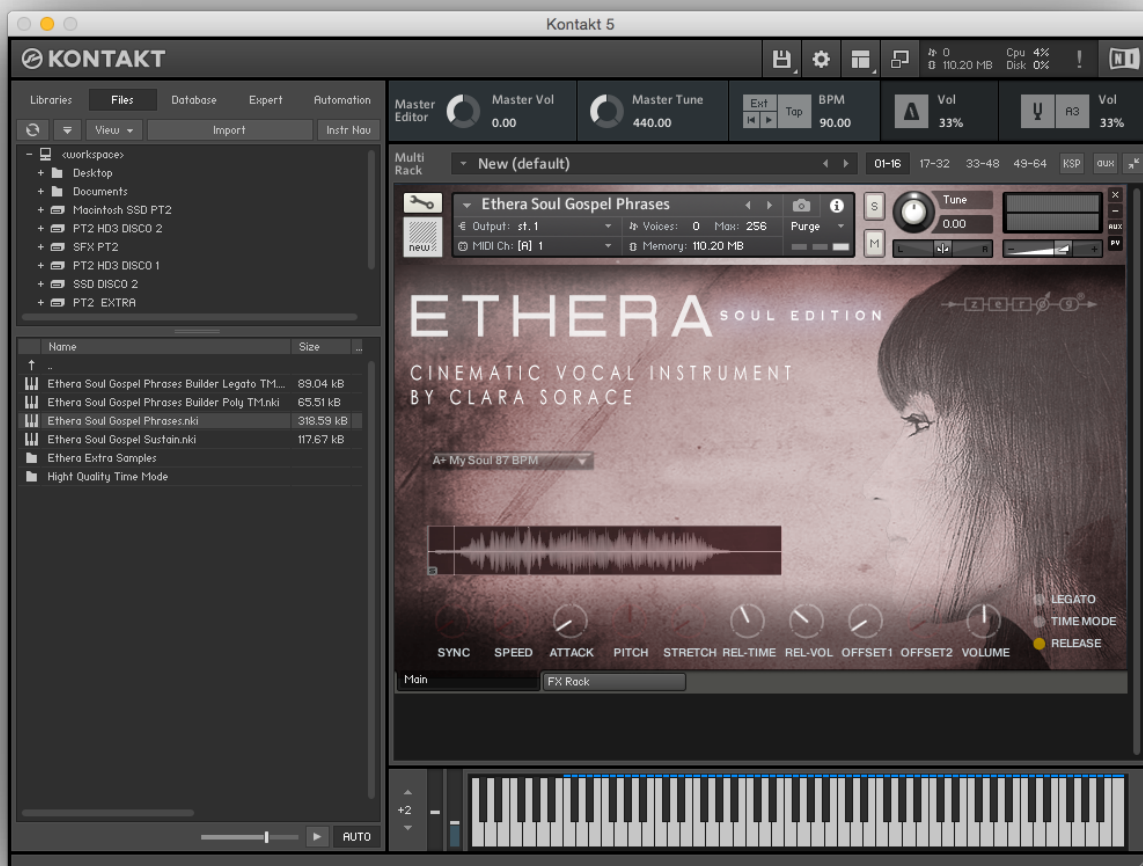 Kontakt 5
KONTAKT
0
110.20 MB
Cpu 4%
Disk 0%
!
NI
Libraries Files Database Expert Automation
View Import Instr Nav
- <workspace>
+ Desktop
+ Documents
+ Macintosh SSD PT2
+ PT2 HD3 DISCO 2
+ SFX PT2
+ PT2 HD3 DISCO 1
+ SSD DISCO 2
+ PT2 EXTRA
Name Size ...
..
Ethera Soul Gospel Phrases Builder Legato TM... 89.04 kB
Ethera Soul Gospel Phrases Builder Poly TM.nki 65.51 kB
Ethera Soul Gospel Phrases.nki 318.59 kB
Ethera Soul Gospel Sustain.nki 117.67 kB
Ethera Extra Samples
Hight Quality Time Mode
AUTO
Master Editor
Master Vol
0.00
Master Tune
440.00
Ext
Tap
BPM
90.00
Vol
33%
A3
Vol
33%
Multi Rack
New (default)
01-16 17-32 33-48 49-64 KSP aux
Ethera Soul Gospel Phrases
Output: st.1 Voices: 0 Max: 256 Purge
MIDI Ch: [A] 1 Memory: 110.20 MB
new
S
M
Tune
0.00
L R
- +
×
-
AUX
PV
ETHERA SOUL EDITION
zerøg
CINEMATIC VOCAL INSTRUMENT
BY CLARA SORACE
A+ My Soul 87 BPM
S
LEGATO
TIME MODE
RELEASE
SYNC SPEED ATTACK PITCH STRETCH REL-TIME REL-VOL OFFSET1 OFFSET2 VOLUME
Main FX Rack
+2